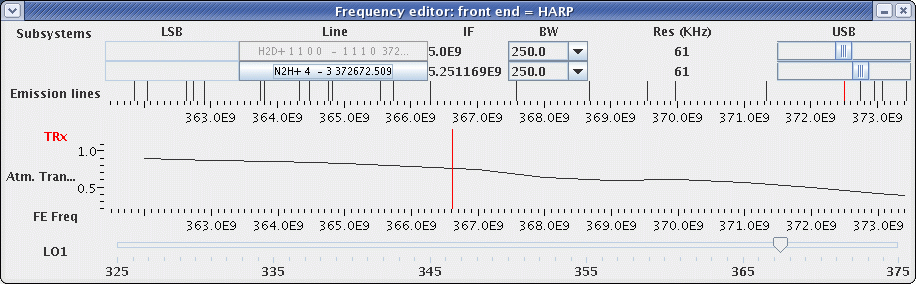 Frequency editor: front end = HARP
Subsystems LSB Line IF BW Res (KHz) USB
H2D+ 1 1 0 0 - 1 1 1 0 372... 5.0E9 250.0 61
N2H+ 4 - 3 372672.509 5.251169E9 250.0 61
Emission lines
363.0E9 364.0E9 365.0E9 366.0E9 367.0E9 368.0E9 369.0E9 370.0E9 371.0E9 372.0E9 373.0E9
TRx
1.0
Atm. Tran...
0.5
FE Freq
363.0E9 364.0E9 365.0E9 366.0E9 367.0E9 368.0E9 369.0E9 370.0E9 371.0E9 372.0E9 373.0E9
LO1
325 335 345 355 365 375